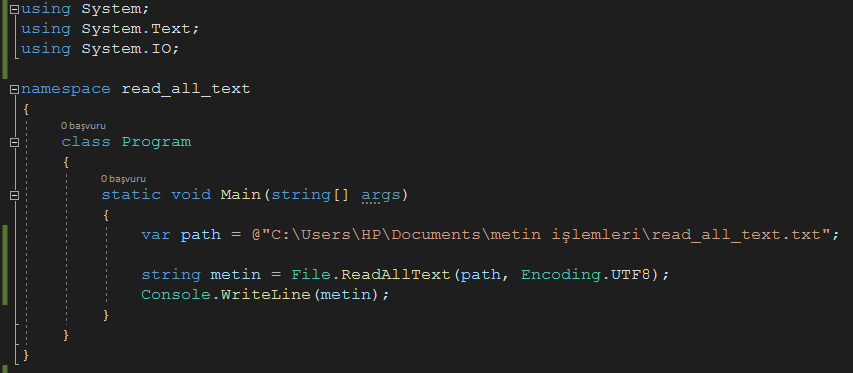 using System;
using System.Text;
using System.IO;
namespace read_all_text
{
0 başvuru
class Program
{
0 başvuru
static void Main(string[] args)
{
var path = @"C:\Users\HP\Documents\metin işlemleri\read_all_text.txt";
string metin = File.ReadAllText(path, Encoding.UTF8);
Console.WriteLine(metin);
}
}
}